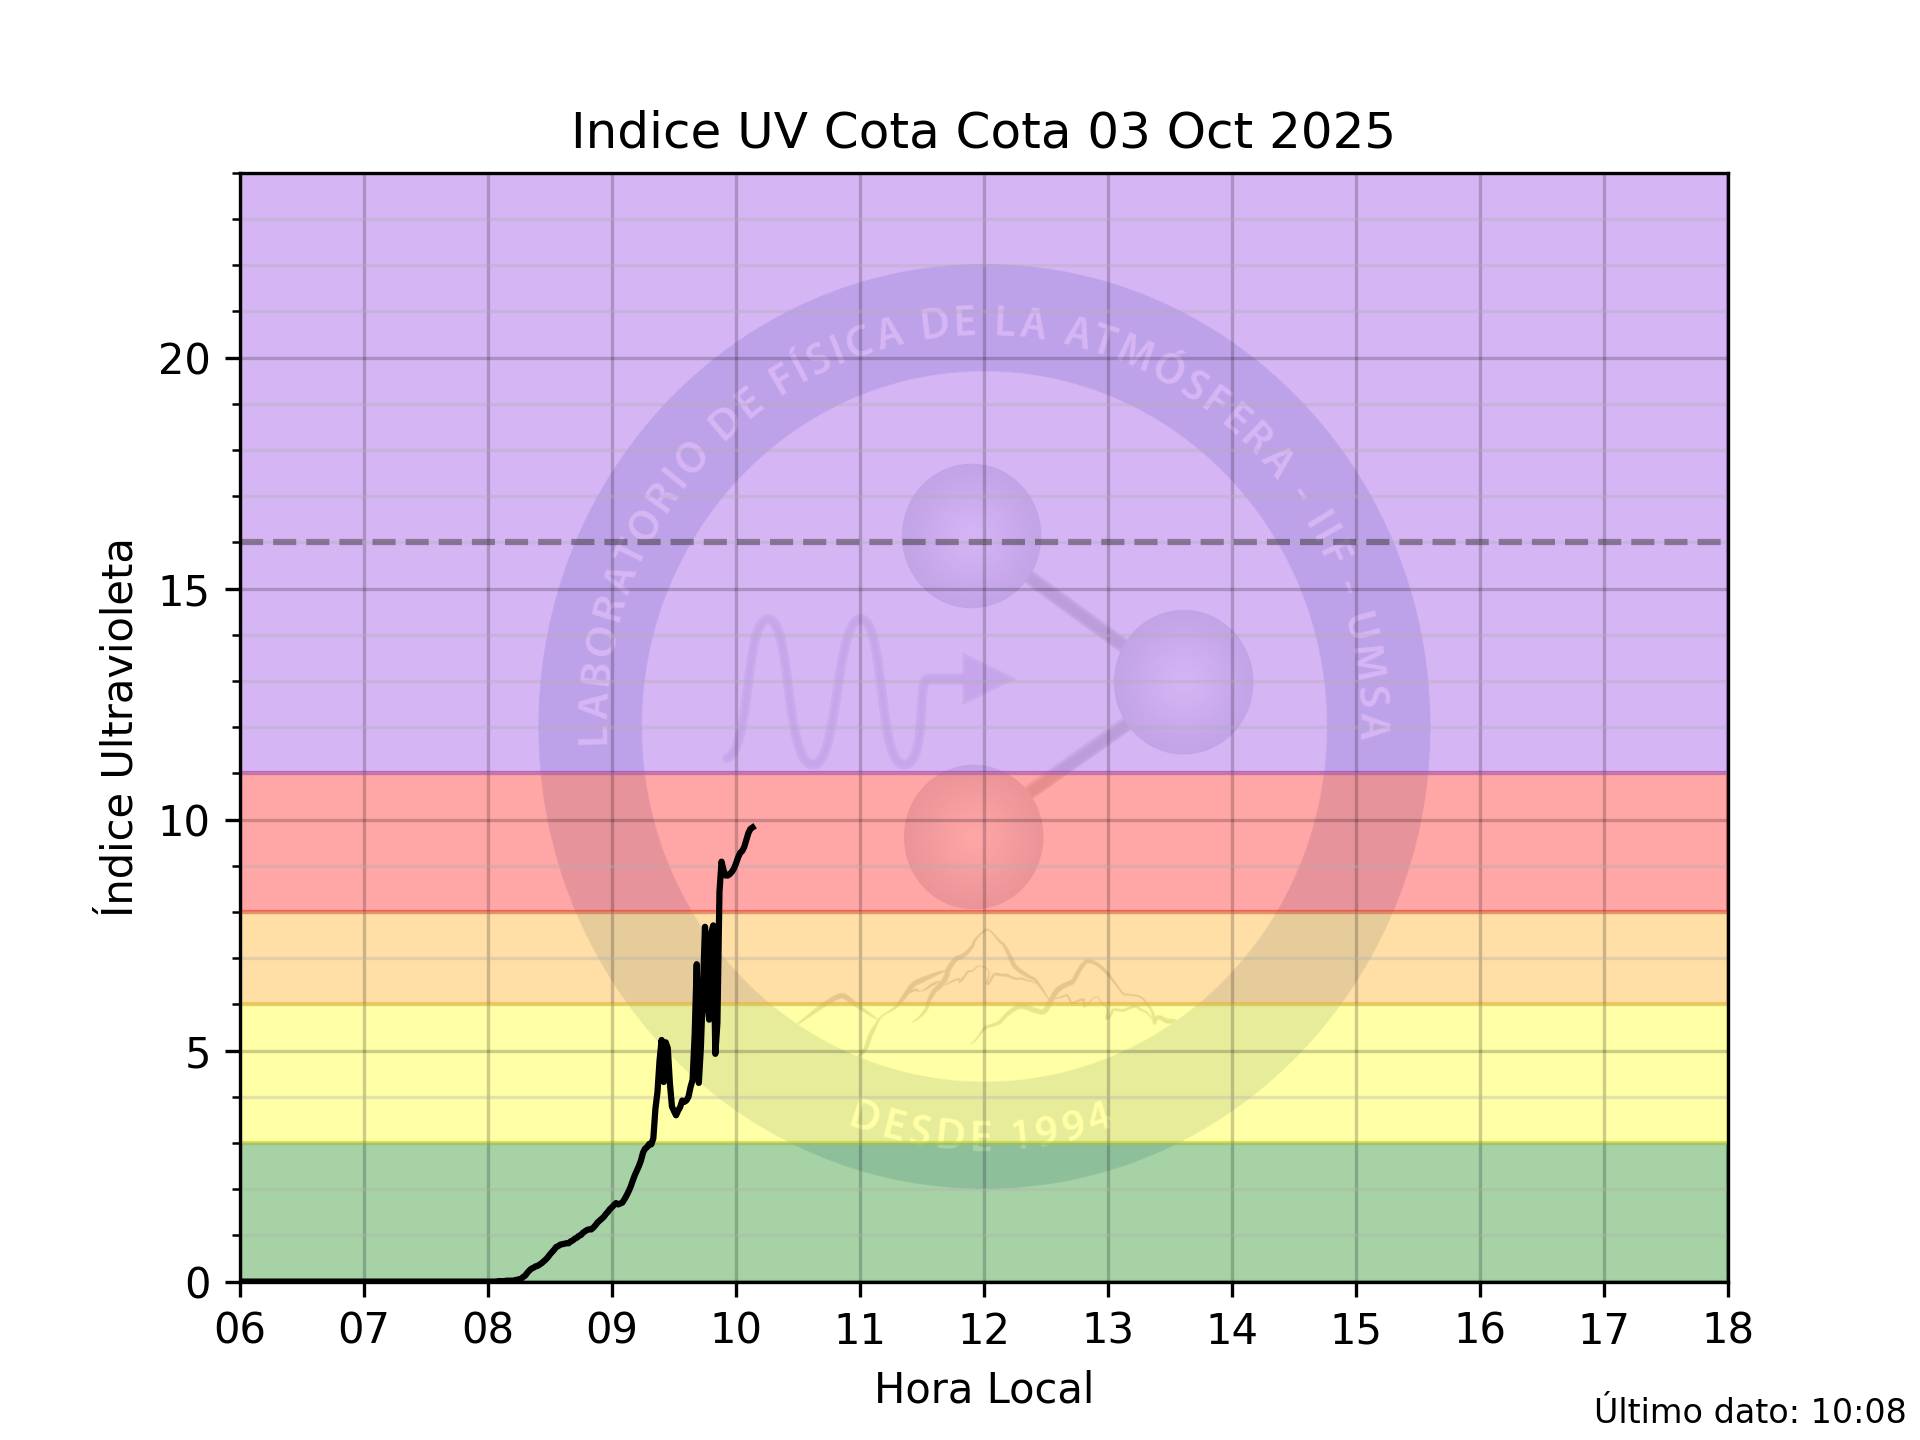 Indice UV Cota Cota 03 Oct 2025
LABORATORIO DE FÍSICA DE LA ATMÓSFERA - IIF - UMSA
20
15
10
5
0
Índice Ultravioleta
DESDE 1994
06 07 08 09 10 11 12 13 14 15 16 17 18
Hora Local
Último dato: 10:08